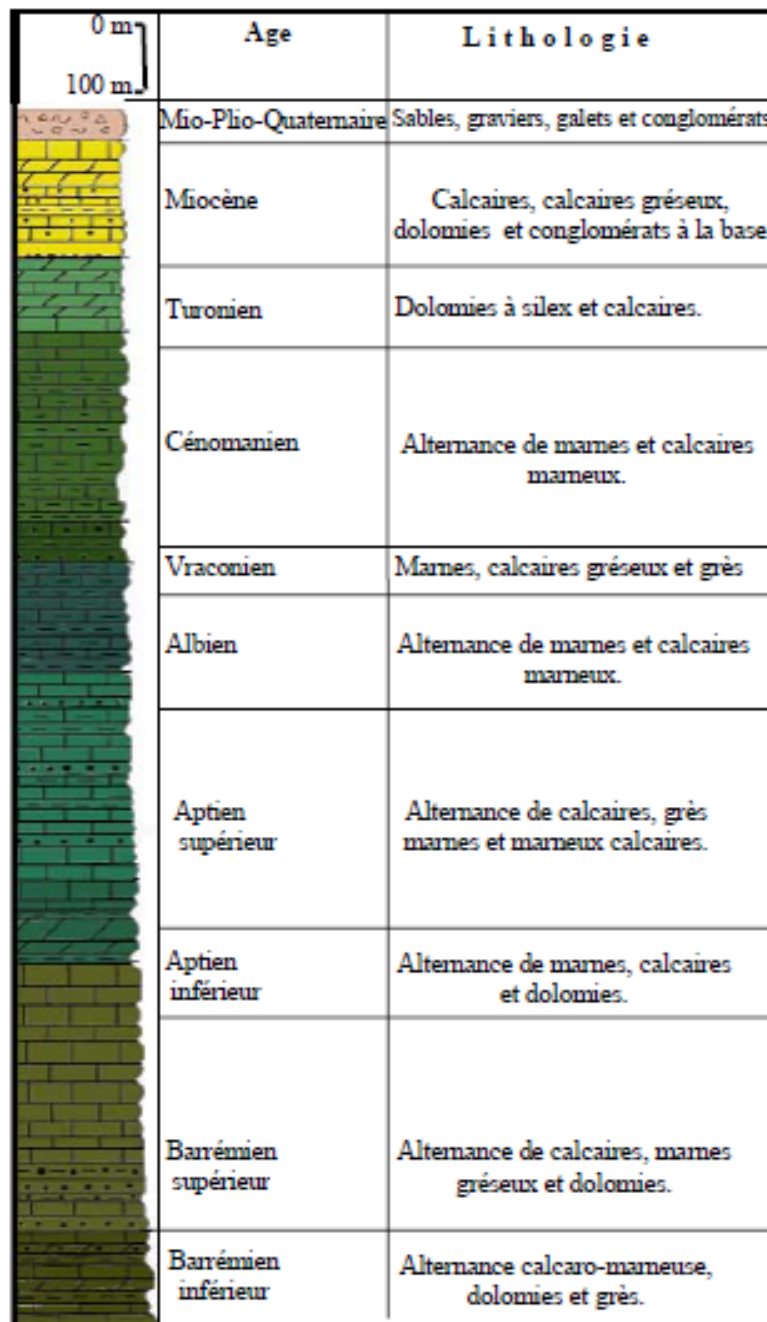 0 m
100 m
Age
Lithologie
Mio-Plio-Quaternaire
Sables, graviers, galets et conglomérats
Miocène
Calcaires, calcaires gréseux,
dolomies et conglomérats à la base
Turonien
Dolomies à silex et calcaires.
Cénomanien
Alternance de marnes et calcaires
marneux.
Vraconien
Marnes, calcaires gréseux et grès
Albien
Alternance de marnes et calcaires
marneux.
Aptien
supérieur
Alternance de calcaires, grès
marnes et marneux calcaires.
Aptien
inférieur
Alternance de marnes, calcaires
et dolomies.
Barrémien
supérieur
Alternance de calcaires, marnes
gréseux et dolomies.
Barrémien
inférieur
Alternance calcaro-marneuse,
dolomies et grès.